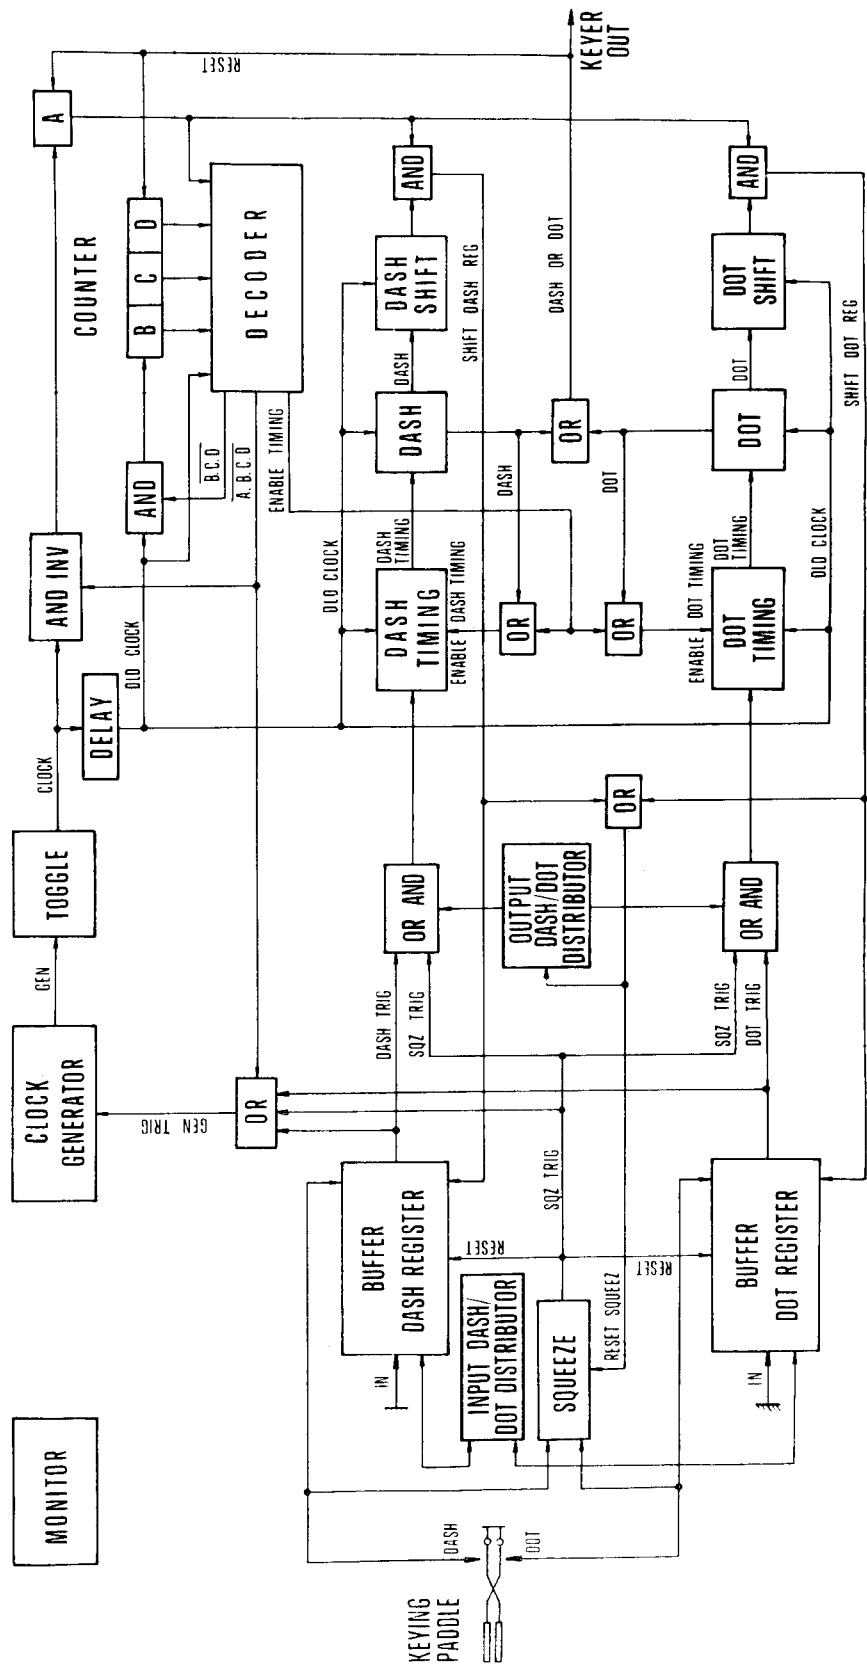 MONITOR
CLOCK
GENERATOR
GEN
TOGGLE
CLOCK
DELAY
AND INV
A
COUNTER
DLD CLOCK
AND
B C D
RESET
GEN TRIG
OR
DECODER
B.C.D
A.B.C.D
ENABLE TIMING
KEYING
PADDLE
DASH
DOT
IN
BUFFER
DASH REGISTER
DASH TRIG
SQZ TRIG
OR AND
DLD CLOCK
DASH
TIMING
DASH
TIMING
ENABLE DASH TIMING
DASH
DASH
DASH
SHIFT
AND
SHIFT DASH REG
RESET
INPUT DASH/
DOT DISTRIBUTOR
SQUEEZE
RESET SQUEEZ
SQZ TRIG
OUTPUT
DASH/DOT
DISTRIBUTOR
OR
OR
DASH
OR
DOT
OR
DASH OR DOT
KEYER
OUT
RESET
IN
BUFFER
DOT REGISTER
SQZ TRIG
DOT TRIG
OR AND
ENABLE DOT TIMING
DOT
TIMING
DOT
TIMING
DLD CLOCK
DOT
DOT
DOT
SHIFT
AND
SHIFT DOT REG